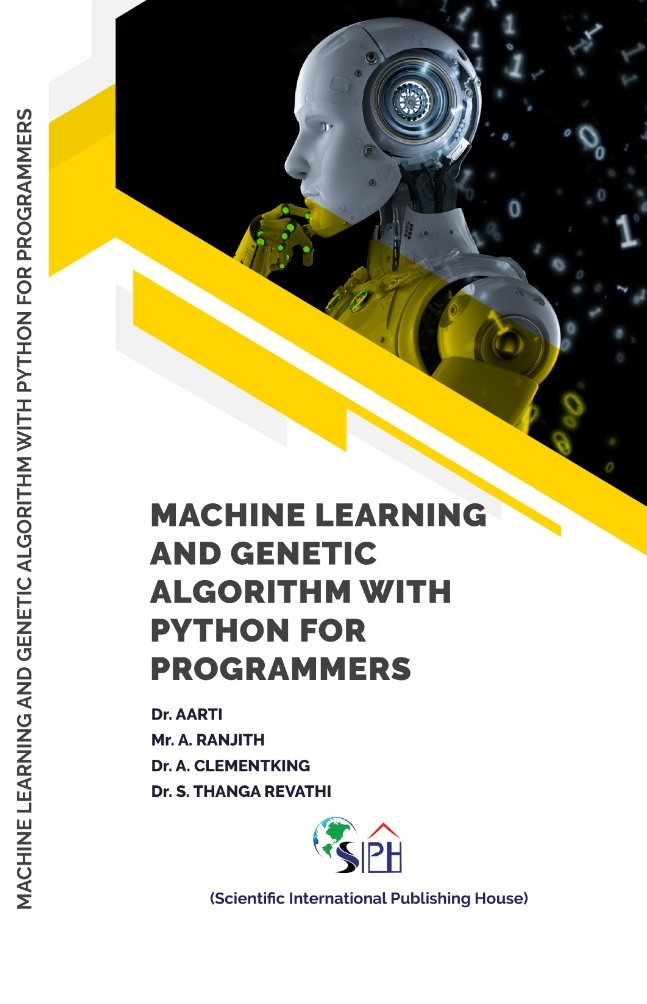 MACHINE LEARNING AND GENETIC ALGORITHM WITH PYTHON FOR PROGRAMMERS
MACHINE LEARNING
AND GENETIC
ALGORITHM WITH
PYTHON FOR
PROGRAMMERS
Dr. AARTI
Mr. A. RANJITH
Dr. A. CLEMENTKING
Dr. S. THANGA REVATHI
SIPH
(Scientific International Publishing House)